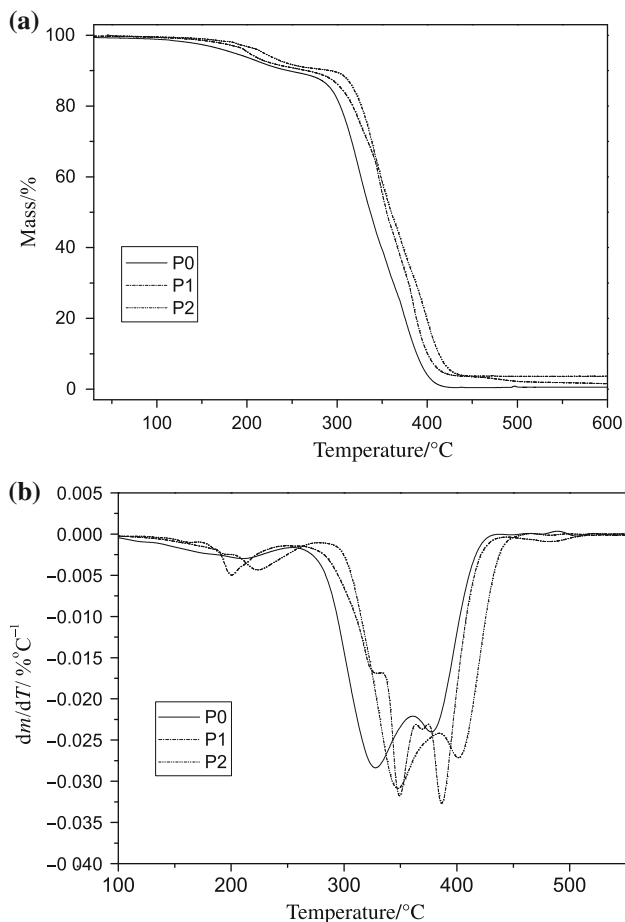 (a)
100
80
60
40
20
0
Mass/%
P0
P1
P2
100 200 300 400 500 600
Temperature/°C
(b)
0.005
0.000
−0.005
−0.010
−0.015
−0.020
−0.025
−0.030
−0.035
−0 040
dm/dT/ %°C⁻¹
P0
P1
P2
100 200 300 400 500
Temperature/°C